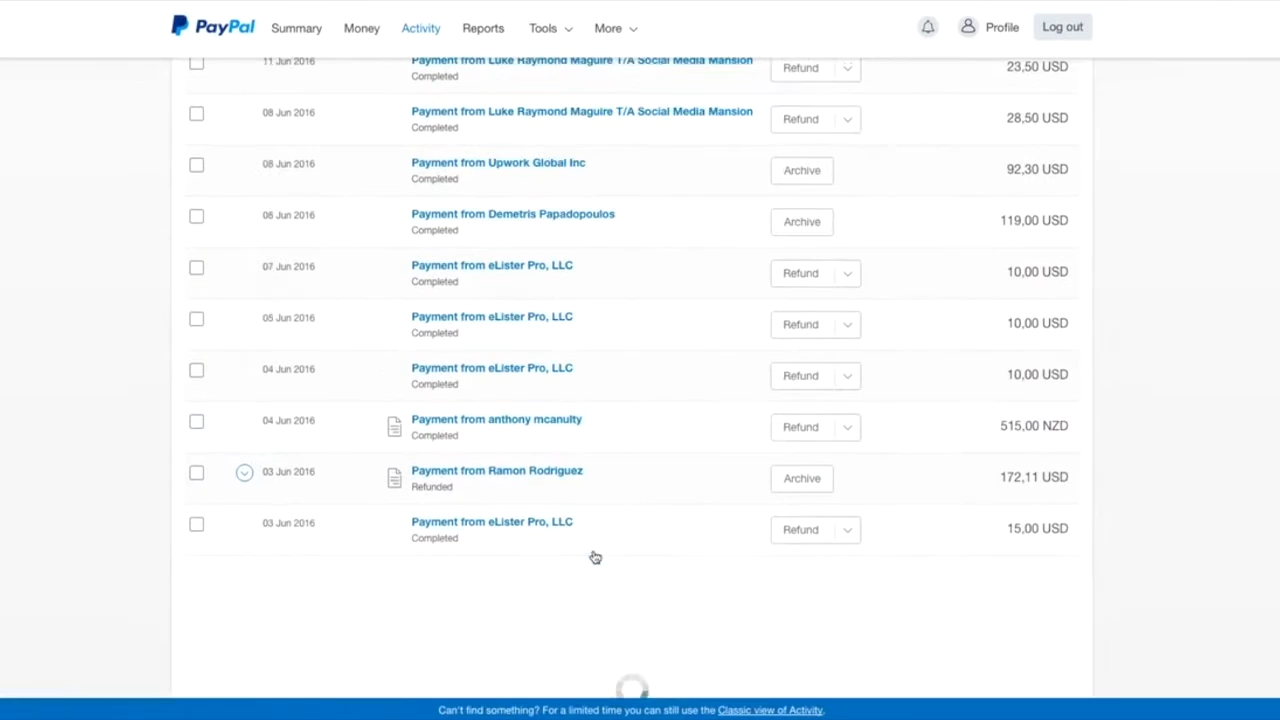 PayPal Summary Money Activity Reports Tools More Profile Log out
11 Jun 2016 Payment from Luke Raymond Maguire T/A Social Media Mansion Refund 23,50 USD
Completed
08 Jun 2016 Payment from Luke Raymond Maguire T/A Social Media Mansion Refund 28,50 USD
Completed
08 Jun 2016 Payment from Upwork Global Inc Archive 92,30 USD
Completed
08 Jun 2016 Payment from Demetris Papadopoulos Archive 119,00 USD
Completed
07 Jun 2016 Payment from eLister Pro, LLC Refund 10,00 USD
Completed
05 Jun 2016 Payment from eLister Pro, LLC Refund 10,00 USD
Completed
04 Jun 2016 Payment from eLister Pro, LLC Refund 10,00 USD
Completed
04 Jun 2016 Payment from anthony mcanulty Refund 515,00 NZD
Completed
03 Jun 2016 Payment from Ramon Rodriguez Archive 172,11 USD
Refunded
03 Jun 2016 Payment from eLister Pro, LLC Refund 15,00 USD
Completed
Can't find something? For a limited time you can still use the Classic view of Activity.